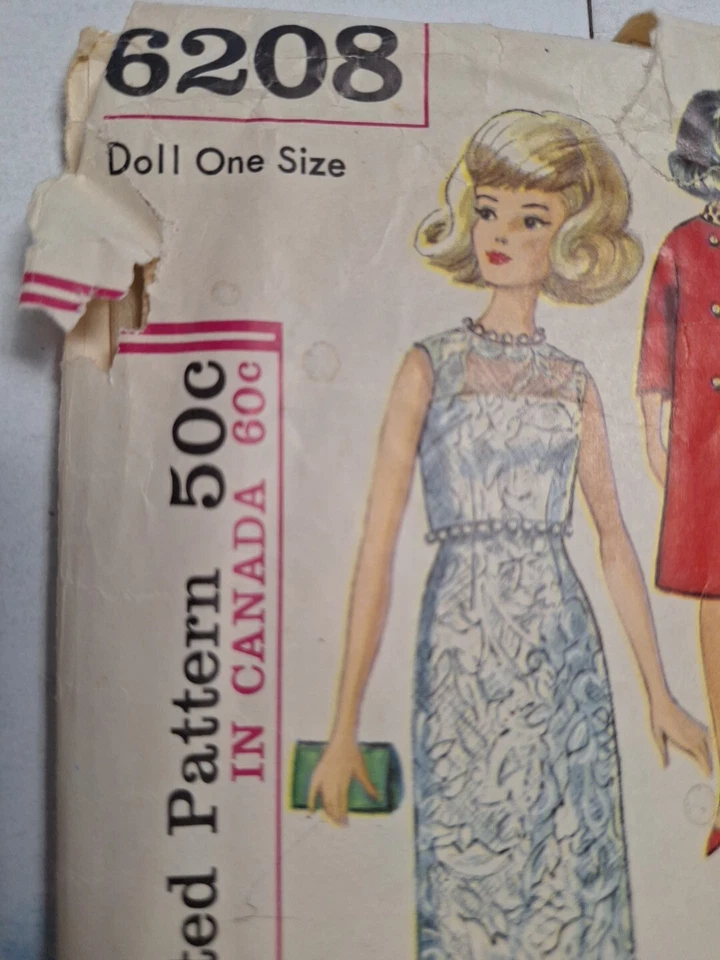 6208
Doll One Size
ted Pattern 50c
IN CANADA 60c